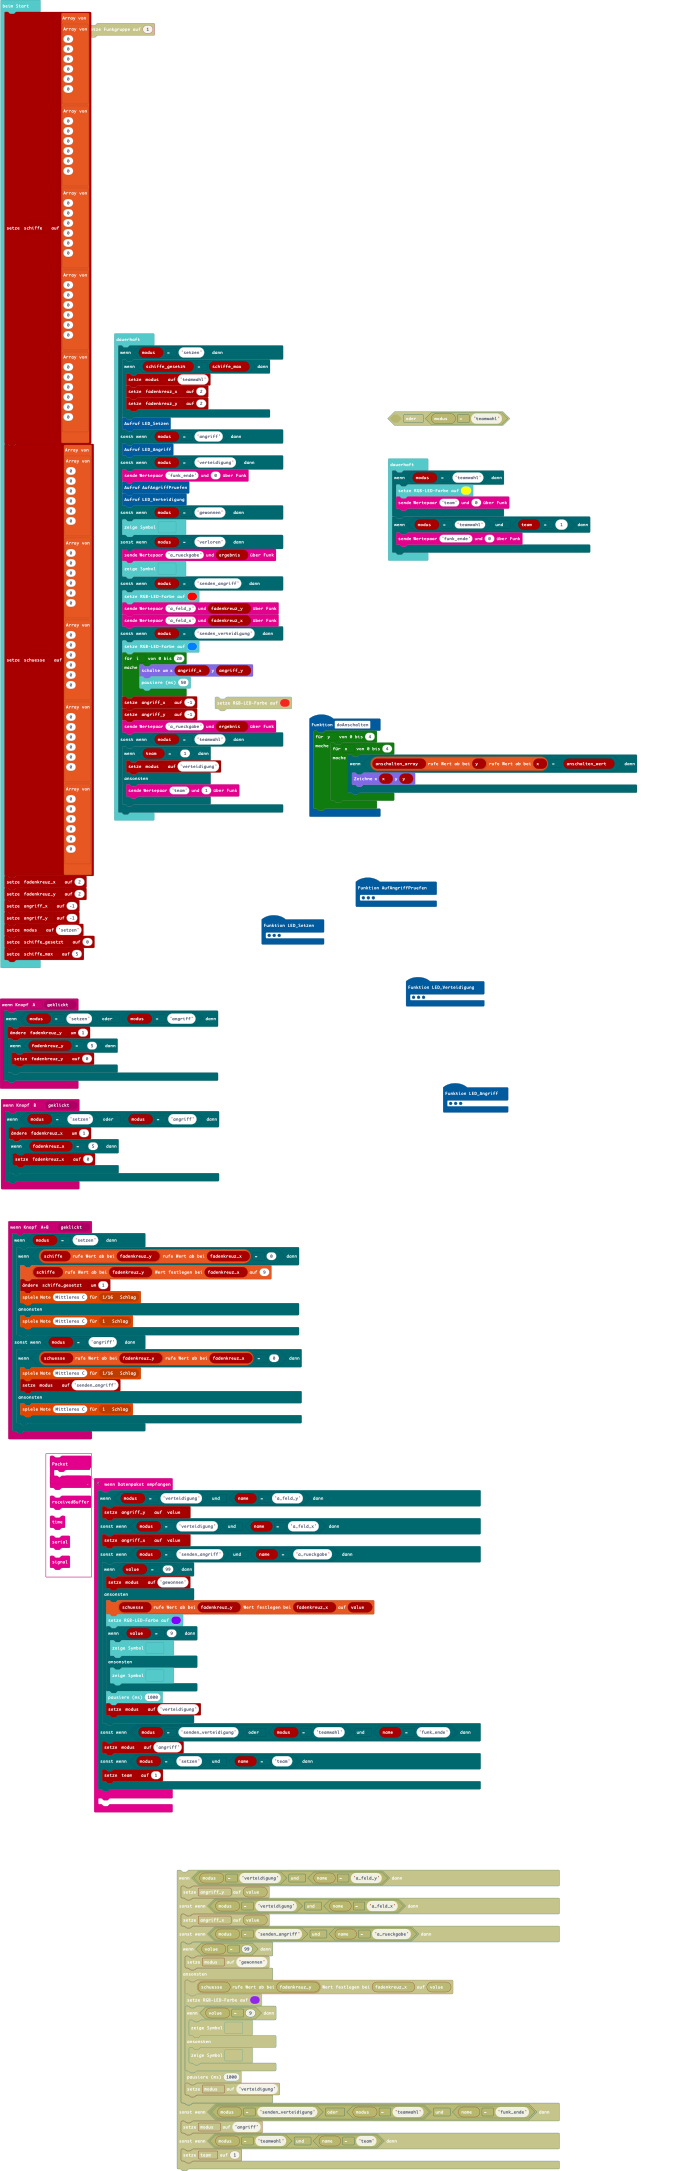 beim Start
Array von
Array von
0
0
0
0
0
0
Array von
0
0
0
0
0
0
Array von
0
0
0
0
0
0
setze schiffe auf
Array von
0
0
0
0
0
0
Array von
0
0
0
0
0
0
Array von
Array von
0
0
0
0
0
0
Array von
0
0
0
0
0
0
Array von
0
0
0
0
0
0
setze schuesse auf
Array von
0
0
0
0
0
0
Array von
0
0
0
0
0
0
setze fadenkreuz_x auf 2
setze fadenkreuz_y auf 2
setze angriff_x auf -1
setze angriff_y auf -1
setze modus auf "setzen"
setze schiffe_gesetzt auf 0
setze schiffe_max auf 5
Funkgruppe auf 1
dauerhaft
wenn modus = "setzen" dann
wenn schiffe_gesetzt = schiffe_max dann
setze modus auf "teamwahl"
setze fadenkreuz_x auf 2
setze fadenkreuz_y auf 2
Aufruf LED_Setzen
sonst wenn modus = "angriff" dann
Aufruf LED_Angriff
sonst wenn modus = "verteidigung" dann
sende Wertepaar "funk_ende" und 0 über Funk
Aufruf AufAngriffPruefen
Aufruf LED_Verteidigung
sonst wenn modus = "gewonnen" dann
zeige Symbol
sonst wenn modus = "verloren" dann
sende Wertepaar "a_rueckgabe" und ergebnis über Funk
zeige Symbol
sonst wenn modus = "senden_angriff" dann
setze RGB-LED-Farbe auf
sende Wertepaar "a_feld_y" und fadenkreuz_y über Funk
sende Wertepaar "a_feld_x" und fadenkreuz_x über Funk
sonst wenn modus = "senden_verteidigung" dann
setze RGB-LED-Farbe auf
für i von 0 bis 20
mache schalte um x angriff_x y angriff_y
pausiere (ms) 50
setze angriff_x auf -1
setze angriff_y auf -1
sende Wertepaar "a_rueckgabe" und ergebnis über Funk
sonst wenn modus = "teamwahl" dann
wenn team = 1 dann
setze modus auf "verteidigung"
ansonsten
sende Wertepaar "team" und 1 über Funk
setze RGB-LED-Farbe auf
oder modus = "teamwahl"
dauerhaft
wenn modus = "teamwahl" dann
setze RGB-LED-Farbe auf
sende Wertepaar "team" und 0 über Funk
wenn modus = "teamwahl" und team = 1 dann
sende Wertepaar "funk_ende" und 0 über Funk
Funktion doAnschalten
für y von 0 bis 4
mache für x von 0 bis 4
mache wenn anschalten_array rufe Wert ab bei y rufe Wert ab bei x = anschalten_wert dann
Zeichne x x y y
Funktion AufAngriffPruefen
Funktion LED_Setzen
Funktion LED_Verteidigung
Funktion LED_Angriff
wenn Knopf A geklickt
wenn modus = "setzen" oder modus = "angriff" dann
ändere fadenkreuz_y um 1
wenn fadenkreuz_y = 5 dann
setze fadenkreuz_y auf 0
wenn Knopf B geklickt
wenn modus = "setzen" oder modus = "angriff" dann
ändere fadenkreuz_x um 1
wenn fadenkreuz_x = 5 dann
setze fadenkreuz_x auf 0
wenn Knopf A+B geklickt
wenn modus = "setzen" dann
wenn schiffe rufe Wert ab bei fadenkreuz_y rufe Wert ab bei fadenkreuz_x = 0 dann
schiffe rufe Wert ab bei fadenkreuz_y Wert festlegen bei fadenkreuz_x auf
ändere schiffe_gesetzt um 1
spiele Note Mittleres C für 1/16 Schlag
ansonsten
spiele Note Mittleres C für 1 Schlag
sonst wenn modus = "angriff" dann
wenn schuesse rufe Wert ab bei fadenkreuz_y rufe Wert ab bei fadenkreuz_x = 0 dann
spiele Note Mittleres C für 1/16 Schlag
setze modus auf "senden_angriff"
ansonsten
spiele Note Mittleres C für 1 Schlag
Packet
receivedBuffer
time
serial
signal
wenn Datenpaket empfangen
wenn modus = "verteidigung" und name = "a_feld_y" dann
setze angriff_y auf value
sonst wenn modus = "verteidigung" und name = "a_feld_x" dann
setze angriff_x auf value
sonst wenn modus = "senden_angriff" und name = "a_rueckgabe" dann
wenn value = 99 dann
setze modus auf "gewonnen"
ansonsten
schuesse rufe Wert ab bei fadenkreuz_y Wert festlegen bei fadenkreuz_x auf value
setze RGB-LED-Farbe auf
wenn value = 9 dann
zeige Symbol
ansonsten
zeige Symbol
pausiere (ms) 1000
setze modus auf "verteidigung"
sonst wenn modus = "senden_verteidigung" oder modus = "teamwahl" und name = "funk_ende" dann
setze modus auf "angriff"
sonst wenn modus = "setzen" und name = "team" dann
setze team auf 1
wenn modus = "verteidigung" und name = "a_feld_y" dann
setze angriff_y auf value
sonst wenn modus = "verteidigung" und name = "a_feld_x" dann
setze angriff_x auf value
sonst wenn modus = "senden_angriff" und name = "a_rueckgabe" dann
wenn value = 99 dann
setze modus auf "gewonnen"
ansonsten
schuesse rufe Wert ab bei fadenkreuz_y Wert festlegen bei fadenkreuz_x auf value
setze RGB-LED-Farbe auf
wenn value = 9 dann
zeige Symbol
ansonsten
zeige Symbol
pausiere (ms) 1000
setze modus auf "verteidigung"
sonst wenn modus = "senden_verteidigung" oder modus = "teamwahl" und name = "funk_ende" dann
setze modus auf "angriff"
sonst wenn modus = "teamwahl" und name = "team" dann
setze team auf 1